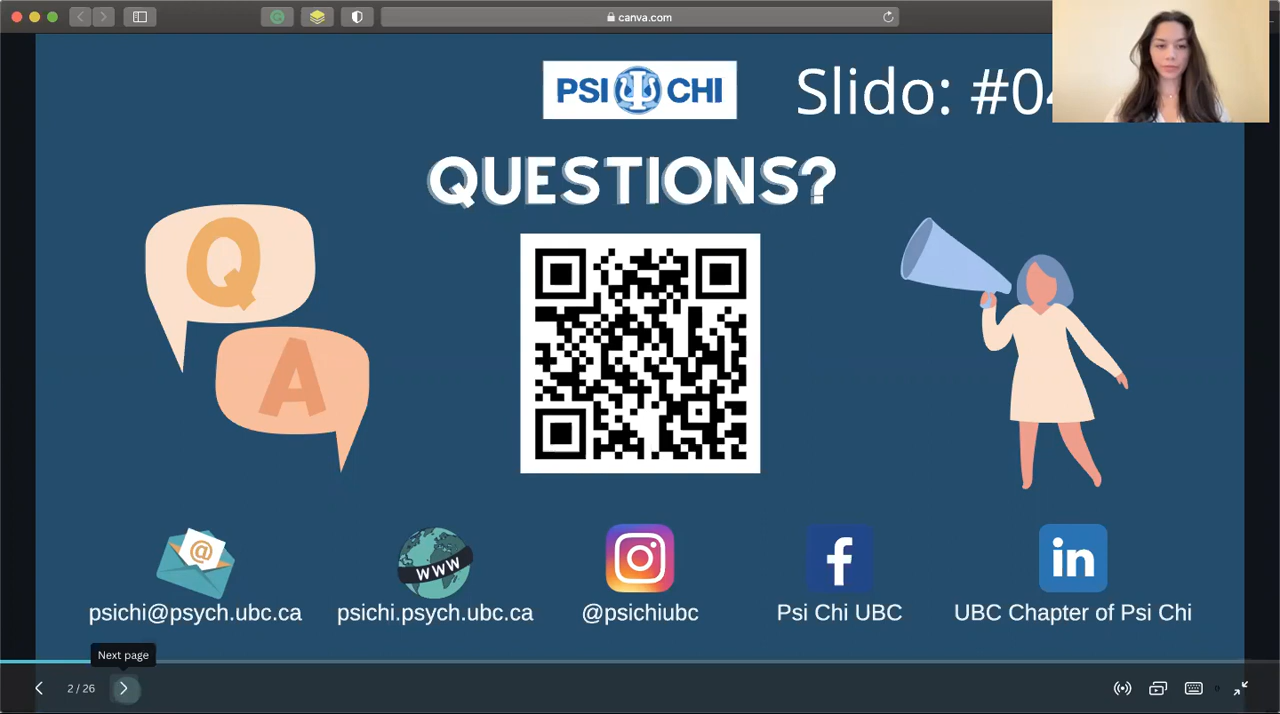 canva.com
PSI CHI
Slido: #04
QUESTIONS?
Q
A
@
WWW
psichi@psych.ubc.ca
psichi.psych.ubc.ca
@psichiubc
Psi Chi UBC
UBC Chapter of Psi Chi
Next page
2 / 26